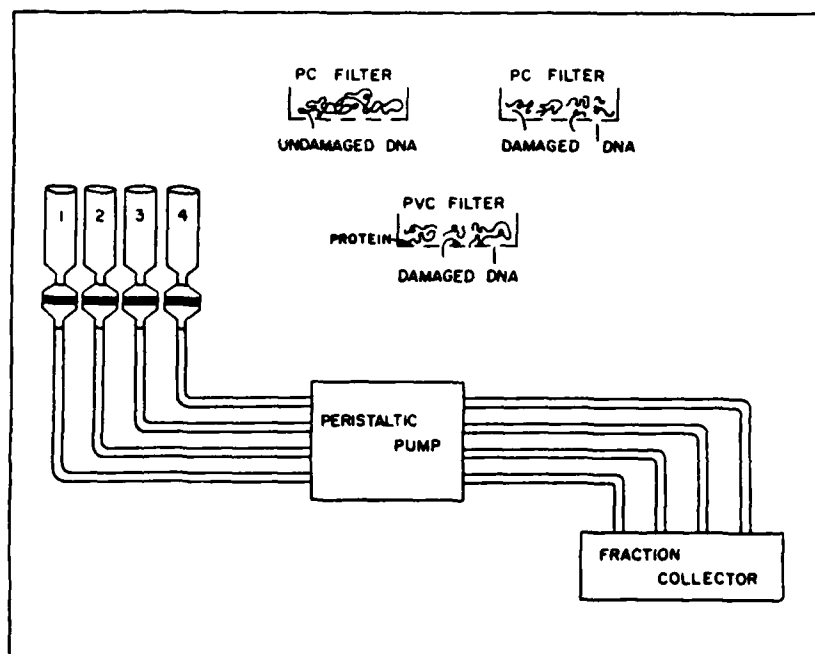 PC FILTER
UNDAMAGED DNA
PC FILTER
DAMAGED DNA
PVC FILTER
PROTEIN
DAMAGED DNA
1 2 3 4
PERISTALTIC
PUMP
FRACTION
COLLECTOR